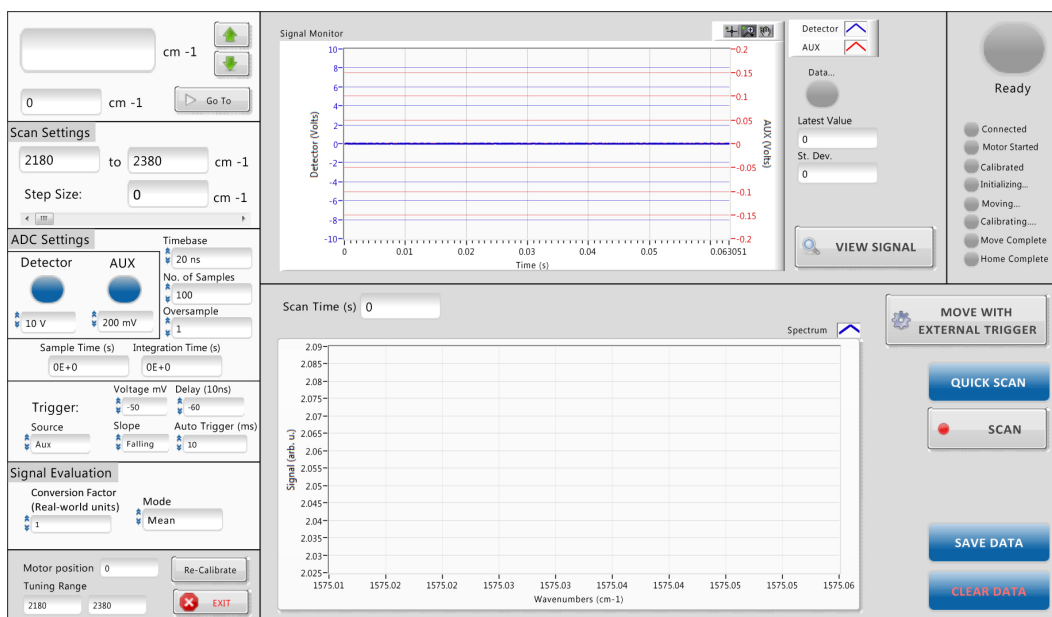 cm -1
0 cm -1 Go To
Scan Settings
2180 to 2380 cm -1
Step Size: 0 cm -1
ADC Settings
Detector AUX
10 V 200 mV
Timebase
20 ns
No. of Samples
100
Oversample
1
Sample Time (s) Integration Time (s)
0E+0 0E+0
Trigger:
Voltage mV Delay (10ns)
-50 -60
Source Slope Auto Trigger (ms)
Aux Falling 10
Signal Evaluation
Conversion Factor
(Real-world units)
1
Mode
Mean
Motor position 0 Re-Calibrate
Tuning Range
2180 2380 EXIT
Signal Monitor
Detector (Volts)
10
8
6
4
2
0
-2
-4
-6
-8
-10
0.2
0.15
0.1
0.05
0
-0.05
-0.1
-0.15
-0.2
AUX (Volts)
0 0.01 0.02 0.03 0.04 0.05 0.063051
Time (s)
Detector
AUX
Data...
Latest Value
0
St. Dev.
0
VIEW SIGNAL
Ready
Connected
Motor Started
Calibrated
Initializing...
Moving...
Calibrating....
Move Complete
Home Complete
Scan Time (s) 0
Spectrum
Signal (arb. u.)
2.09
2.085
2.08
2.075
2.07
2.065
2.06
2.055
2.05
2.045
2.04
2.035
2.03
2.025
1575.01 1575.02 1575.02 1575.03 1575.03 1575.04 1575.04 1575.05 1575.05 1575.06
Wavenumbers (cm-1)
MOVE WITH
EXTERNAL TRIGGER
QUICK SCAN
SCAN
SAVE DATA
CLEAR DATA